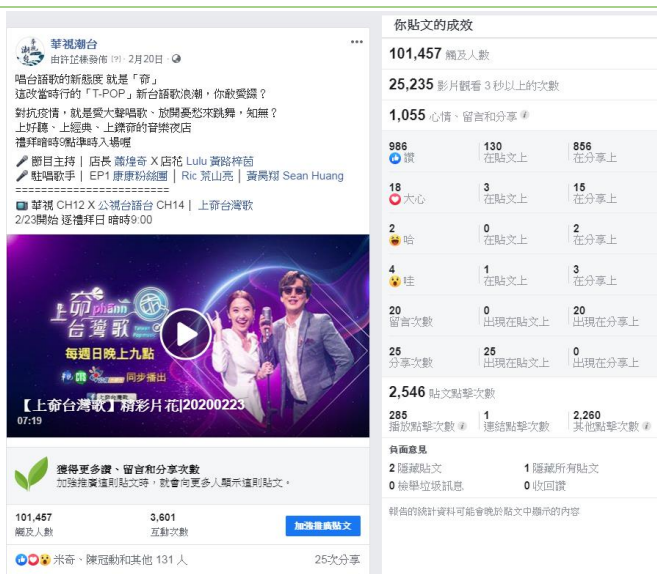 華視潮台
由許芷榛發佈 [?] · 2月20日 ·
唱台語歌的新態度 就是「奅」
這改當時行的「T-POP」新台語歌浪潮，你敢愛綴？
對抗疫情，就是愛大聲唱歌、放開憂愁來跳舞，知無？
上好聽、上經典、上鑠奅的音樂夜店
禮拜暗時9點準時入場喔
節目主持｜ 店長 蕭煌奇 X 店花 Lulu 黃路梓茵
駐唱歌手｜ EP1 康康粉絲團│ Ric 荒山亮│ 黃晨翔 Sean Huang
========================
華視 CH12 X 公視台語台 CH14｜ 上奅台灣歌
2/23開始 逐禮拜日 暗時9:00
上奅phānn
台灣歌
每週日晚上九點
同步播出
【上奅台灣歌】精彩片花|20200223
07:19
獲得更多讚、留言和分享次數
加強推廣這則貼文時，就會向更多人顯示這則貼文。
101,457
觸及人數
3,601
互動次數
加強推廣貼文
米奇、陳冠勳和其他 131 人
25次分享
你貼文的成效
101,457 觸及人數
25,235 影片觀看 3 秒以上的次數
1,055 心情、留言和分享
986 130 856
讚 在貼文上 在分享上
18 3 15
大心 在貼文上 在分享上
2 0 2
哈 在貼文上 在分享上
4 1 3
哇 在貼文上 在分享上
20 0 20
留言次數 出現在貼文上 出現在分享上
25 25 0
分享次數 出現在貼文上 出現在分享上
2,546 貼文點擊次數
285 1 2,260
播放點擊次數 連結點擊次數 其他點擊次數
負面意見
2 隱藏貼文 1 隱藏所有貼文
0 檢舉垃圾訊息 0 收回讚
報告的統計資料可能會晚於貼文中顯示的內容